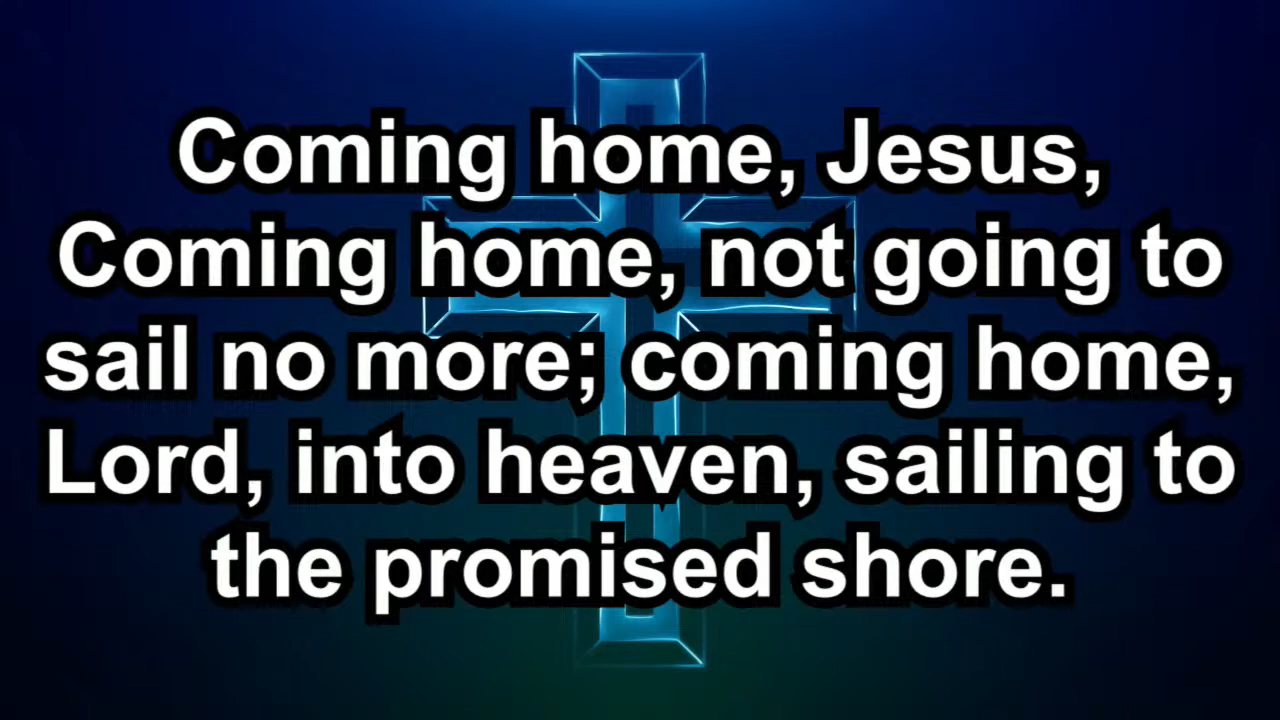 Coming home, Jesus,
Coming home, not going to
sail no more; coming home,
Lord, into heaven, sailing to
the promised shore.